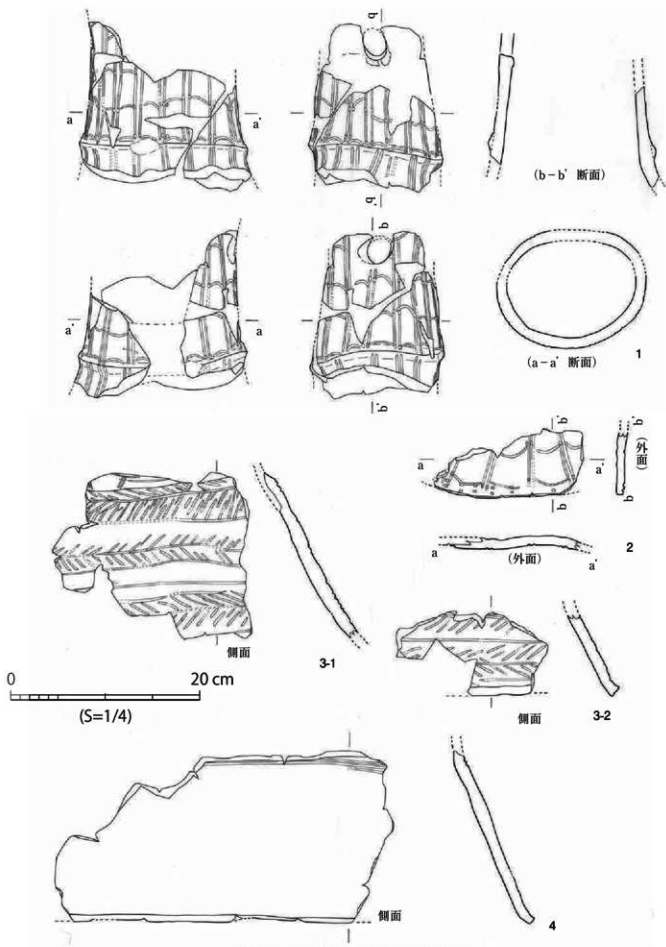 b
a a'
(b-b' 断面)
b'
b
a' a
(a-a' 断面)
1
b'
b'
a a'
(外面)
b
b
a (外面) a'
2
側面
3-1
0 20 cm
(S=1/4)
側面
3-2
側面
4